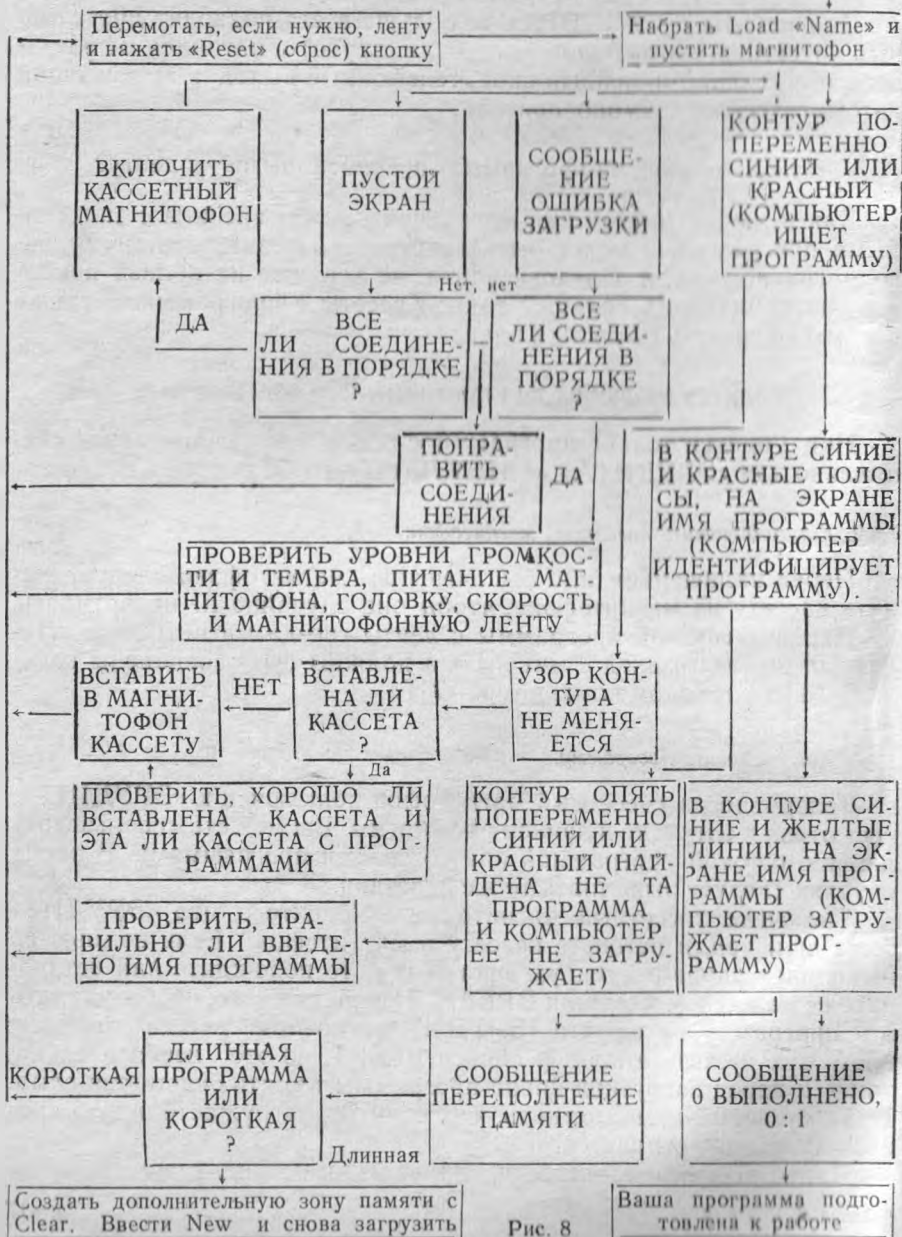 Перемотать, если нужно, ленту
и нажать «Reset» (сброс) кнопку
Набрать Load «Name» и
пустить магнитофон
ВКЛЮЧИТЬ
КАССЕТНЫЙ
МАГНИТОФОН
ПУСТОЙ
ЭКРАН
СООБЩЕ-
НИЕ
ОШИБКА
ЗАГРУЗКИ
КОНТУР ПО-
ПЕРЕМЕННО
СИНИЙ ИЛИ
КРАСНЫЙ
(КОМПЬЮТЕР
ИЩЕТ
ПРОГРАММУ)
Нет, нет
ДА
ВСЕ
ЛИ СОЕДИНЕ-
НИЯ В ПОРЯДКЕ
?
ВСЕ
ЛИ СОЕДИ-
НЕНИЯ В
ПОРЯДКЕ
?
ПОПРА-
ВИТЬ
СОЕДИ-
НЕНИЯ
ДА
В КОНТУРЕ СИНИЕ
И КРАСНЫЕ ПОЛО-
СЫ, НА ЭКРАНЕ
ИМЯ ПРОГРАММЫ
(КОМПЬЮТЕР
ИДЕНТИФИЦИРУЕТ
ПРОГРАММУ).
ПРОВЕРИТЬ УРОВНИ ГРОМКОС-
ТИ И ТЕМБРА, ПИТАНИЕ МАГ-
НИТОФОНА, ГОЛОВКУ, СКОРОСТЬ
И МАГНИТОФОННУЮ ЛЕНТУ
ВСТАВИТЬ
В МАГНИ-
ТОФОН
КАССЕТУ
НЕТ
ВСТАВЛЕ-
НА ЛИ
КАССЕТА
?
УЗОР КОН-
ТУРА
НЕ МЕНЯ-
ЕТСЯ
Да
ПРОВЕРИТЬ, ХОРОШО ЛИ
ВСТАВЛЕНА КАССЕТА И
ЭТА ЛИ КАССЕТА С ПРОГ-
РАММАМИ
КОНТУР ОПЯТЬ
ПОПЕРЕМЕННО
СИНИЙ ИЛИ
КРАСНЫЙ (НАЙ-
ДЕНА НЕ ТА
ПРОГРАММА
И КОМПЬЮТЕР
ЕЕ НЕ ЗАГРУ-
ЖАЕТ)
В КОНТУРЕ СИ-
НИЕ И ЖЕЛТЫЕ
ЛИНИИ, НА ЭК-
РАНЕ ИМЯ ПРОГ-
РАММЫ (КОМ-
ПЬЮТЕР ЗАГРУ-
ЖАЕТ ПРОГ-
РАММУ)
ПРОВЕРИТЬ, ПРА-
ВИЛЬНО ЛИ ВВЕДЕ-
НО ИМЯ ПРОГРАММЫ
КОРОТКАЯ
ДЛИННАЯ
ПРОГРАММА
ИЛИ
КОРОТКАЯ
?
СООБЩЕНИЕ
ПЕРЕПОЛНЕНИЕ
ПАМЯТИ
СООБЩЕНИЕ
0 ВЫПОЛНЕНО,
0 : 1
Длинная
Создать дополнительную зону памяти с
Clear. Ввести New и снова загрузить
Рис. 8
Ваша программа подго-
товлена к работе